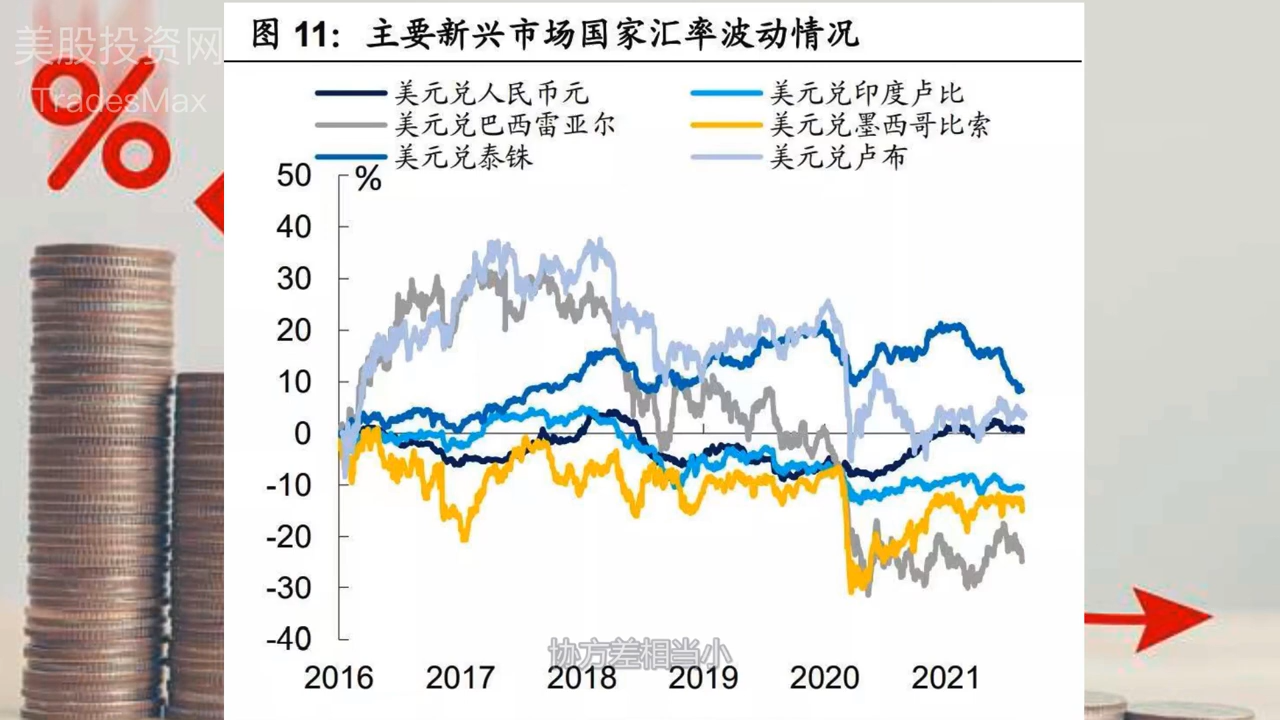 美股投资网
TradesMax
%
图 11：主要新兴市场国家汇率波动情况
美元兑人民币元
美元兑印度卢比
美元兑巴西雷亚尔
美元兑墨西哥比索
美元兑泰铢
美元兑卢布
%
50
40
30
20
10
0
-10
-20
-30
-40
2016 2017 2018 2019 2020 2021
协方差相当小